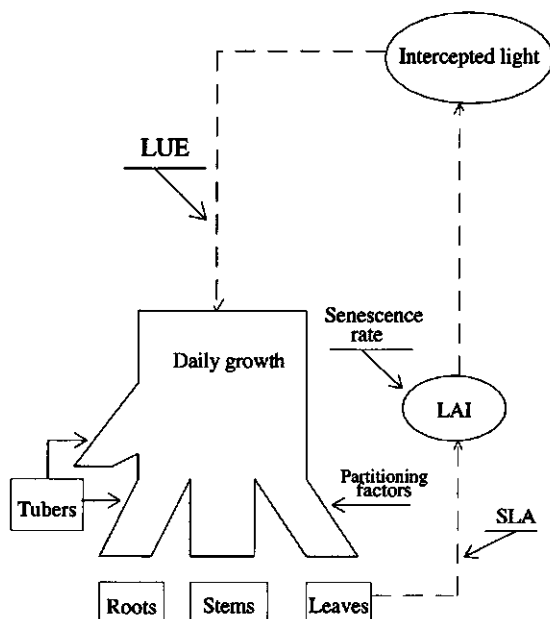 Intercepted light
LUE
Senescence
rate
Daily growth
LAI
Partitioning
factors
Tubers
SLA
Roots
Stems
Leaves